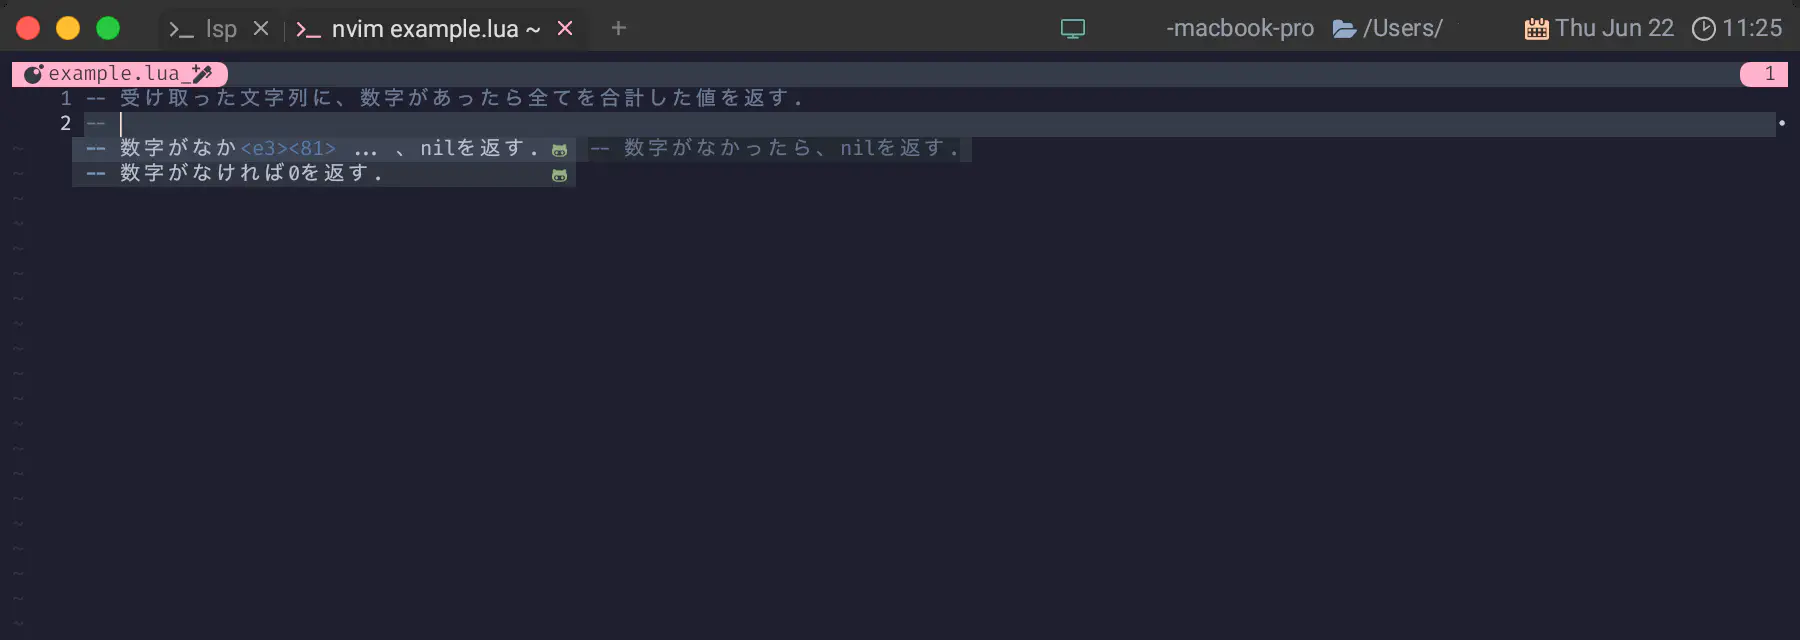 lsp nvim example.lua ~ -macbook-pro /Users/ Thu Jun 22 11:25
example.lua_ 1
1 -- 受け取った文字列に、数字があったら全てを合計した値を返す.
2 --
-- 数字がなか<e3><81> ... 、nilを返す. -- 数字がなかったら、nilを返す.
-- 数字がなければ0を返す.